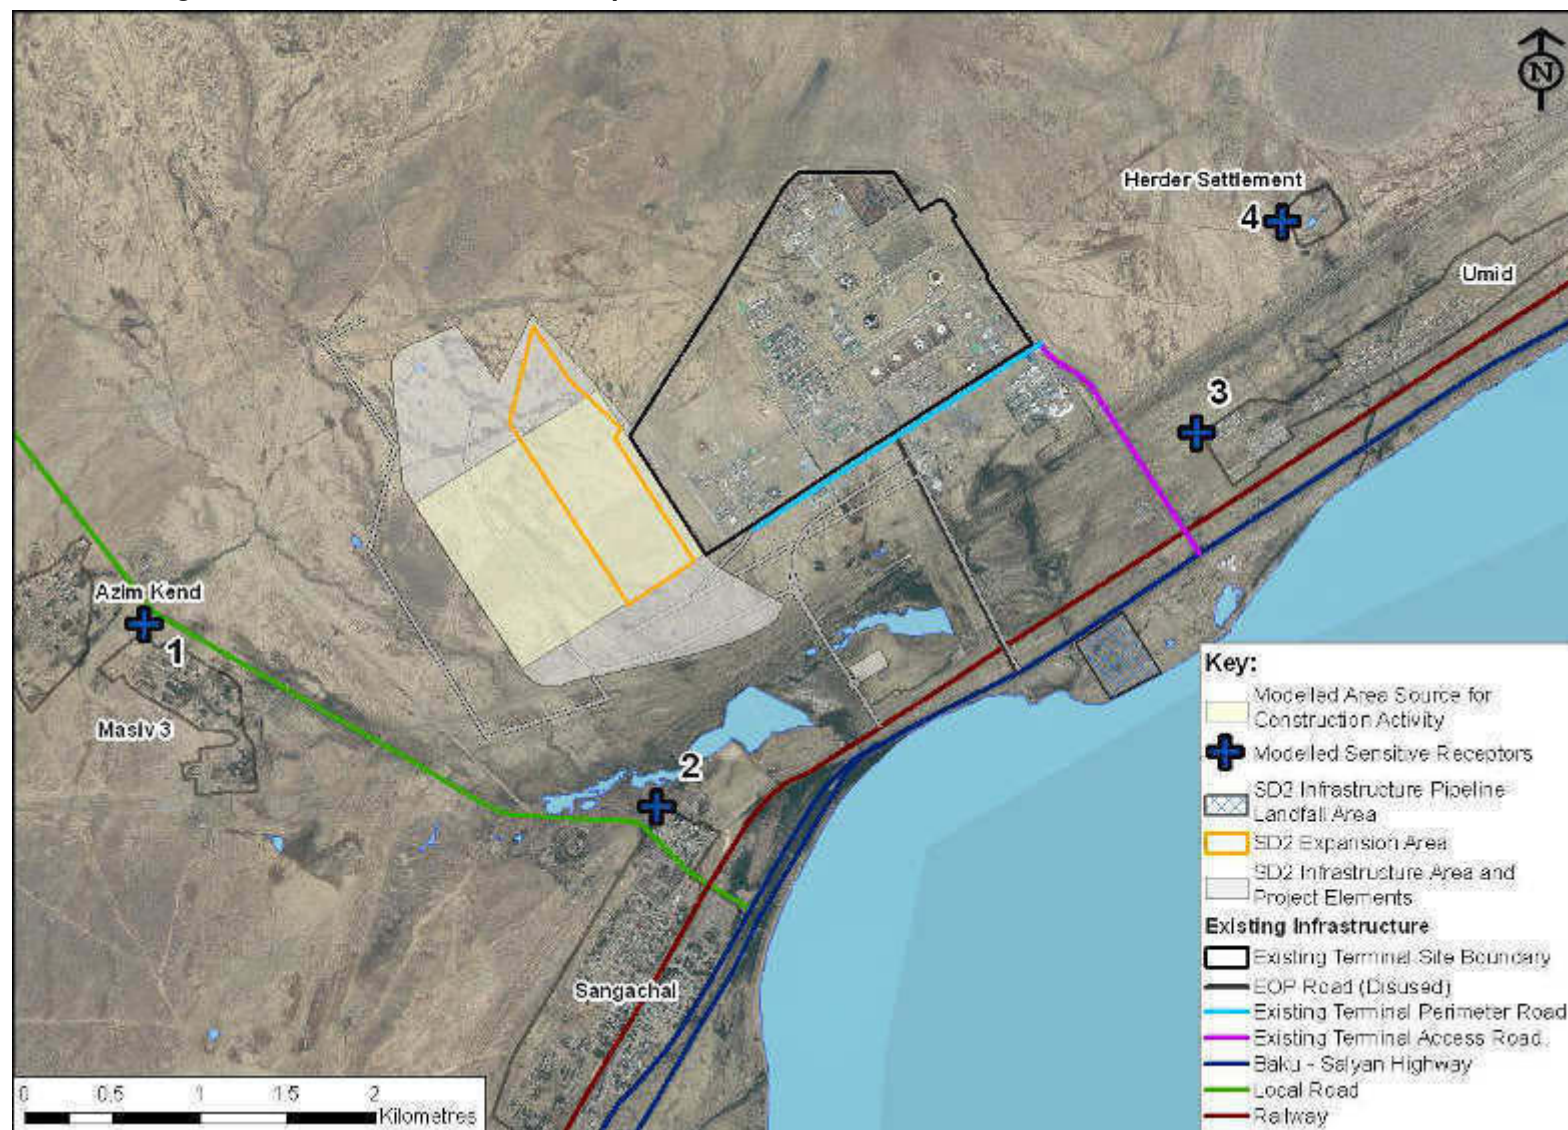 N
Herder Settlement
4
Umid
3
Azim Kend
1
Masiv 3
2
Sangachal
0 0.5 1 1.5 2
Kilometres
Key:
Modelled Area Source for
Construction Activity
Modelled Sensitive Receptors
SD2 Infrastructure Pipeline
Landfall Area
SD2 Expansion Area
SD2 Infrastructure Area and
Project Elements
Existing Infrastructure
Existing Terminal Site Boundary
EOP Road (Disused)
Existing Terminal Perimeter Road
Existing Terminal Access Road
Baku - Salyan Highway
Local Road
Railway